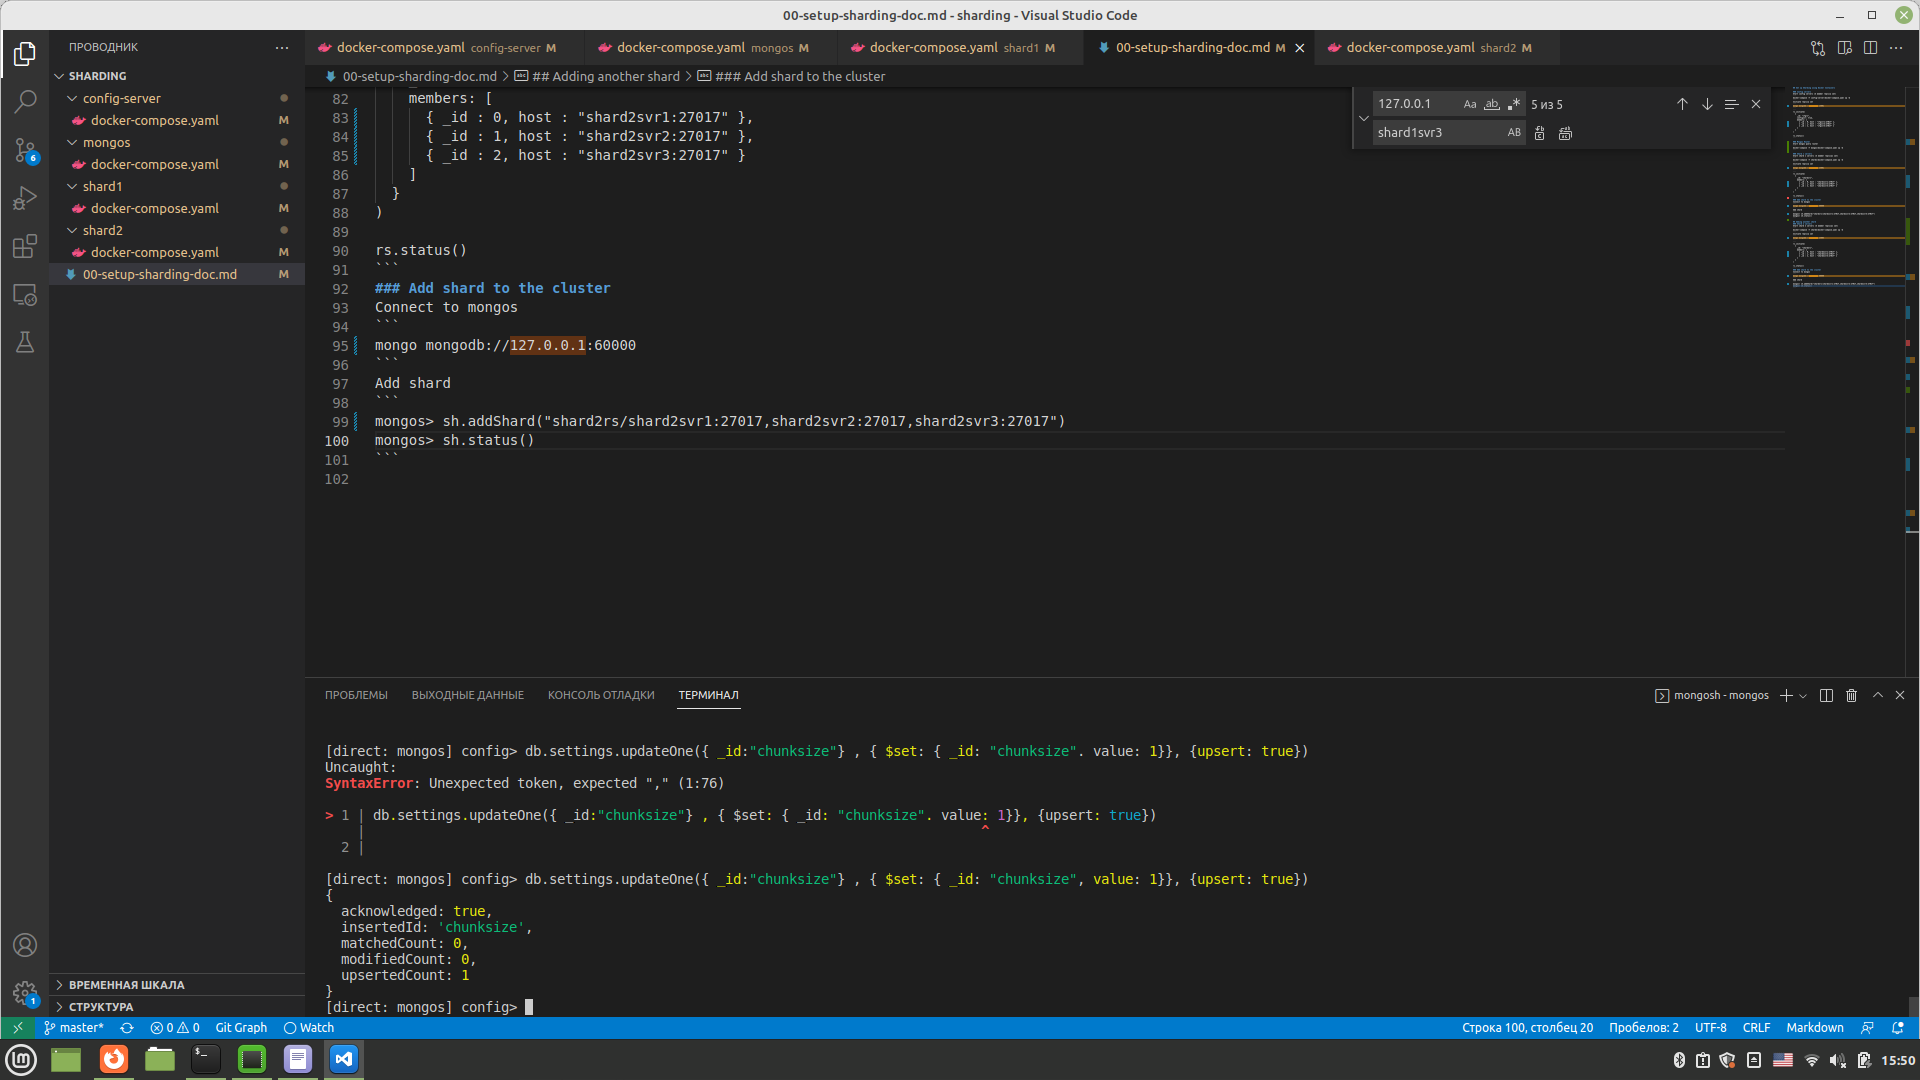 00-setup-sharding-doc.md - sharding - Visual Studio Code
ПРОВОДНИК
SHARDING
config-server
docker-compose.yaml M
mongos
docker-compose.yaml M
shard1
docker-compose.yaml M
shard2
docker-compose.yaml M
00-setup-sharding-doc.md M
ВРЕМЕННАЯ ШКАЛА
СТРУКТУРА
6
1
docker-compose.yaml config-server M
docker-compose.yaml mongos M
docker-compose.yaml shard1 M
00-setup-sharding-doc.md M
docker-compose.yaml shard2 M
00-setup-sharding-doc.md > ## Adding another shard > ### Add shard to the cluster
127.0.0.1 Aa ab .* 5 из 5
shard1svr3 AB
82 members: [
83 { _id : 0, host : "shard2svr1:27017" },
84 { _id : 1, host : "shard2svr2:27017" },
85 { _id : 2, host : "shard2svr3:27017" }
86 ]
87 }
88 )
89
90 rs.status()
91 ```
92 ### Add shard to the cluster
93 Connect to mongos
94 ```
95 mongo mongodb://127.0.0.1:60000
96 ```
97 Add shard
98 ```
99 mongos> sh.addShard("shard2rs/shard2svr1:27017,shard2svr2:27017,shard2svr3:27017")
100 mongos> sh.status()
101 ```
102
ПРОБЛЕМЫ ВЫХОДНЫЕ ДАННЫЕ КОНСОЛЬ ОТЛАДКИ ТЕРМИНАЛ
mongosh - mongos
[direct: mongos] config> db.settings.updateOne({ _id:"chunksize"} , { $set: { _id: "chunksize". value: 1}}, {upsert: true})
Uncaught:
SyntaxError: Unexpected token, expected "," (1:76)
> 1 | db.settings.updateOne({ _id:"chunksize"} , { $set: { _id: "chunksize". value: 1}}, {upsert: true})
| ^
2 |
[direct: mongos] config> db.settings.updateOne({ _id:"chunksize"} , { $set: { _id: "chunksize", value: 1}}, {upsert: true})
{
acknowledged: true,
insertedId: 'chunksize',
matchedCount: 0,
modifiedCount: 0,
upsertedCount: 1
}
[direct: mongos] config>
master* 0 0 Git Graph Watch
Строка 100, столбец 20 Пробелов: 2 UTF-8 CRLF Markdown
15:50